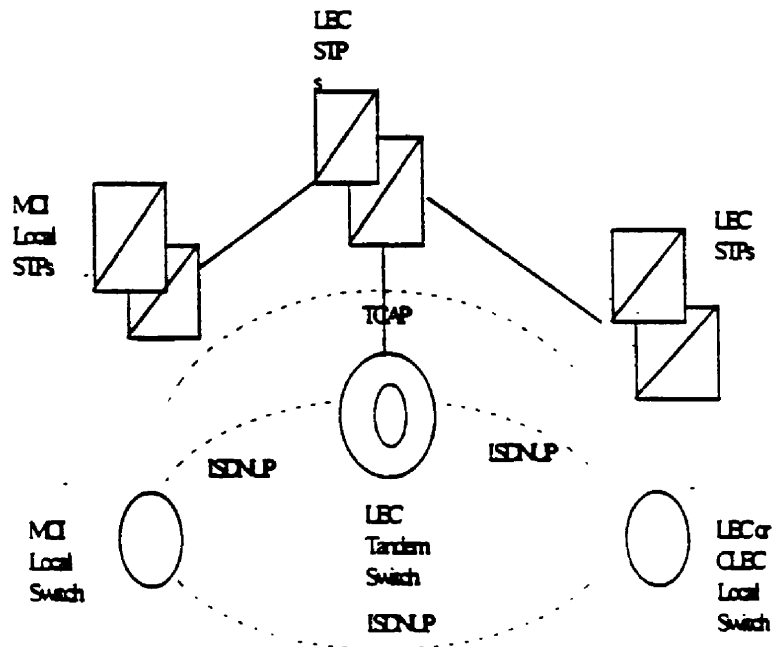 LEC
STP
s
MCI
Local
STPs
LEC
STPs
TCAP
ISDNUP
ISDNUP
MCI
Local
Switch
LEC
Tandem
Switch
LEC or
CLEC
Local
Switch
ISDNUP